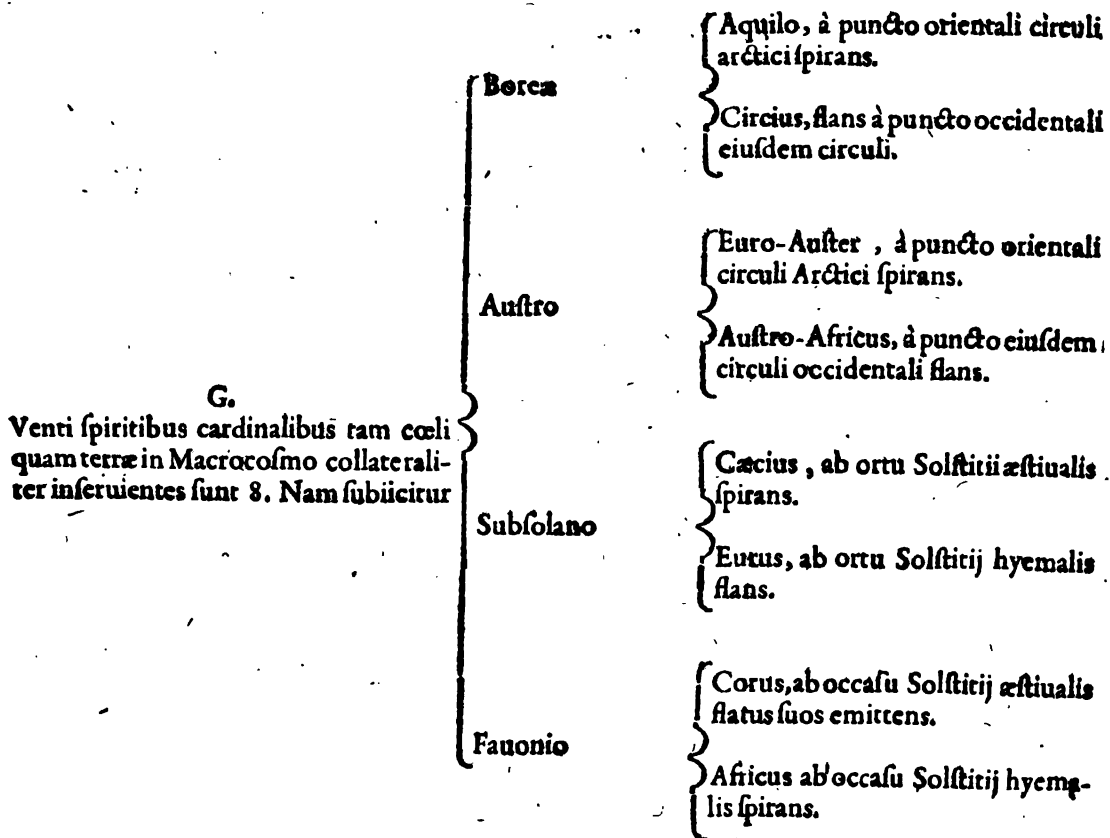 G.
Venti ſpiritibus cardinalibus tam cœli
quam terræ in Macrocoſmo collaterali-
ter inſeruientes ſunt 8. Nam ſubiicitur
Boreæ
Aquilo, à puncto orientali circuli
arctici ſpirans.
Circius, flans à puncto occidentali
eiuſdem circuli.
Auſtro
Euro-Auſter, à puncto orientali
circuli Arctici ſpirans.
Auſtro-Africus, à puncto eiuſdem
circuli occidentali flans.
Subſolano
Cæcius, ab ortu Solſtitii æſtiualis
ſpirans.
Eurus, ab ortu Solſtitij hyemalis
flans.
Fauonio
Corus, ab occaſu Solſtitij æſtiualis
flatus ſuos emittens.
Africus ab occaſu Solſtitij hyema-
lis ſpirans.